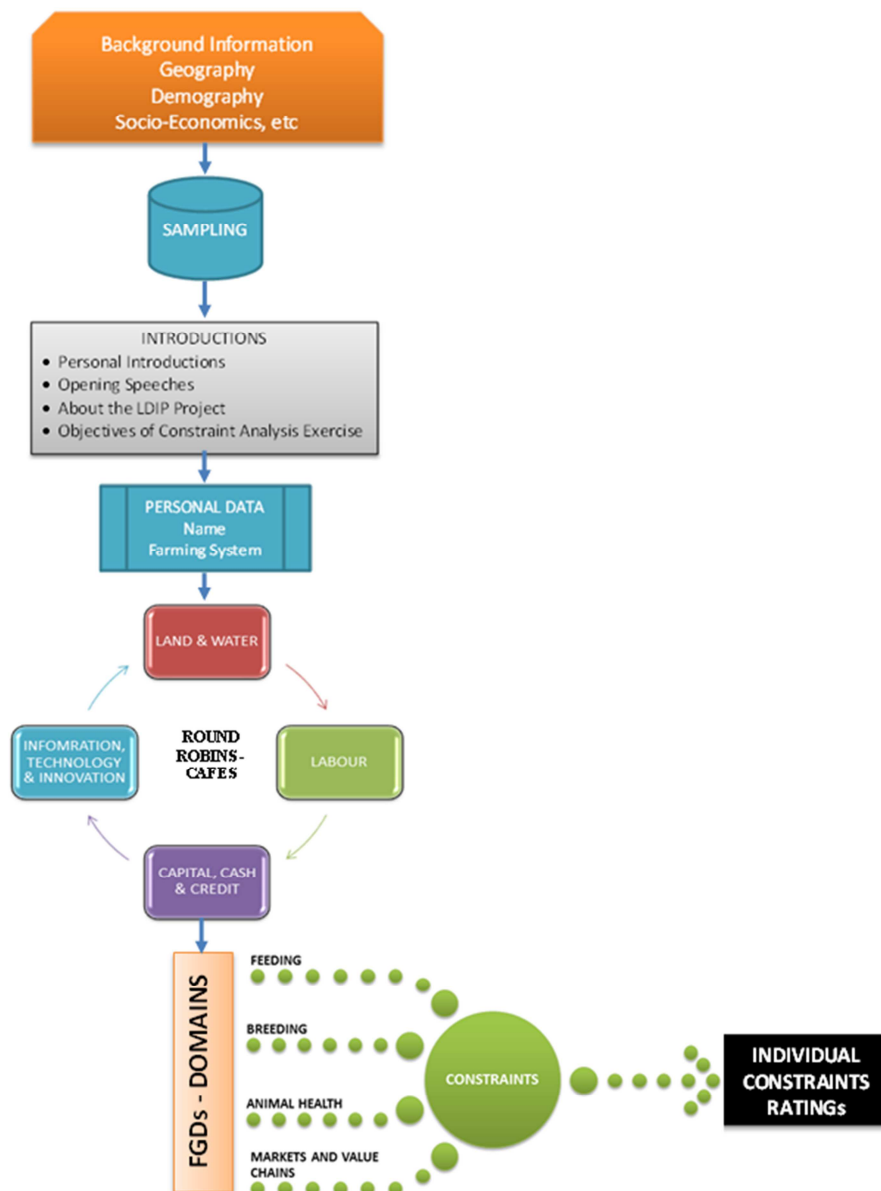 Background Information
Geography
Demography
Socio-Economics, etc
SAMPLING
INTRODUCTIONS
• Personal Introductions
• Opening Speeches
• About the LDIP Project
• Objectives of Constraint Analysis Exercise
PERSONAL DATA
Name
Farming System
LAND & WATER
INFOMRATION,
TECHNOLOGY
& INNOVATION
ROUND
ROBINS-
CAFES
LABOUR
CAPITAL, CASH
& CREDIT
FGDs - DOMAINS
FEEDING
BREEDING
ANIMAL HEALTH
MARKETS AND VALUE
CHAINS
CONSTRAINTS
INDIVIDUAL
CONSTRAINTS
RATINGs